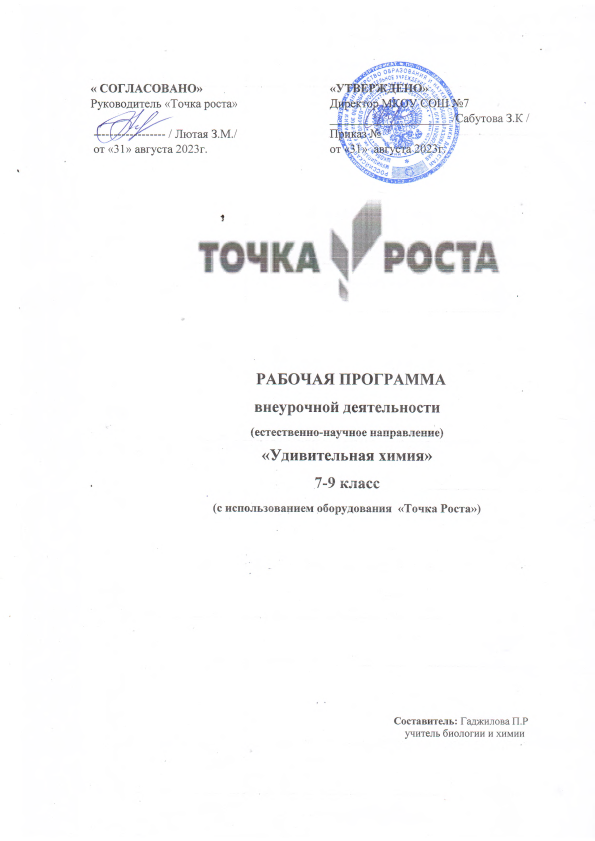 « СОГЛАСОВАНО»
Руководитель «Точка роста»
/ Лютая З.М./
от «31» августа 2023г.
«УТВЕРЖДЕНО»
Директор МКОУ СОШ №7
/Сабутова З.К /
Приказ №
от «31» августа 2023г.
ТОЧКА РОСТА
РАБОЧАЯ ПРОГРАММА
внеурочной деятельности
(естественно-научное направление)
«Удивительная химия»
7-9 класс
(с использованием оборудования «Точка Роста»)
Составитель: Гаджилова П.Р
учитель биологии и химии